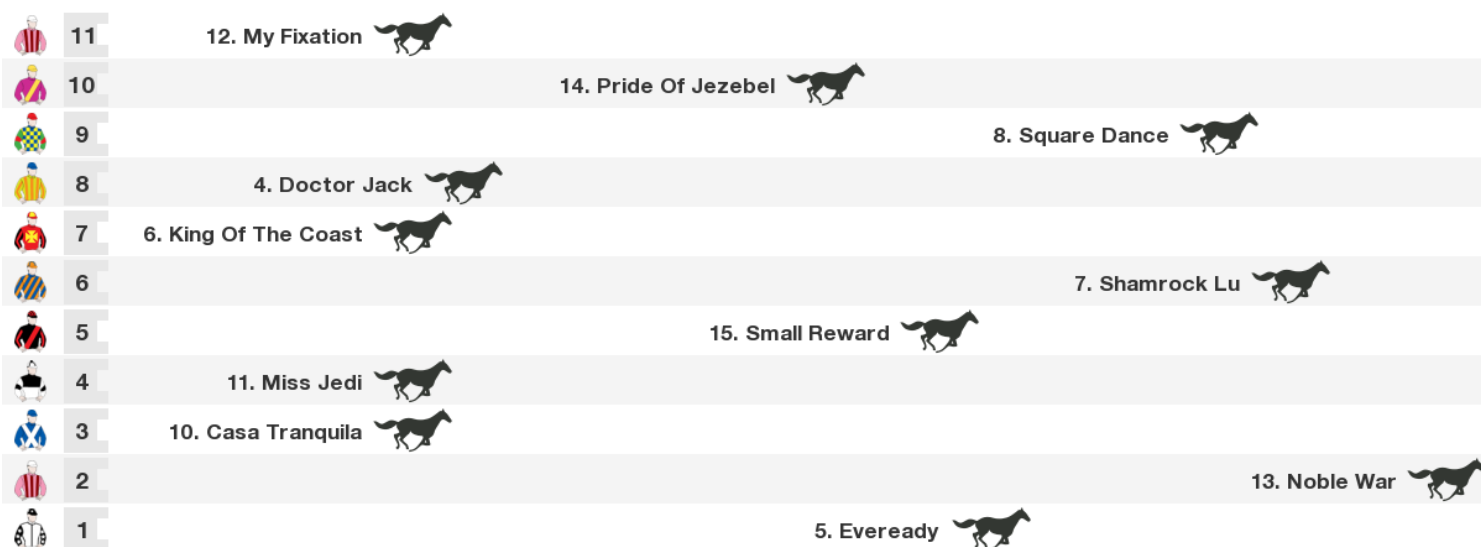 11 12. My Fixation
10 14. Pride Of Jezebel
9 8. Square Dance
8 4. Doctor Jack
7 6. King Of The Coast
6 7. Shamrock Lu
5 15. Small Reward
4 11. Miss Jedi
3 10. Casa Tranquila
2 13. Noble War
1 5. Eveready